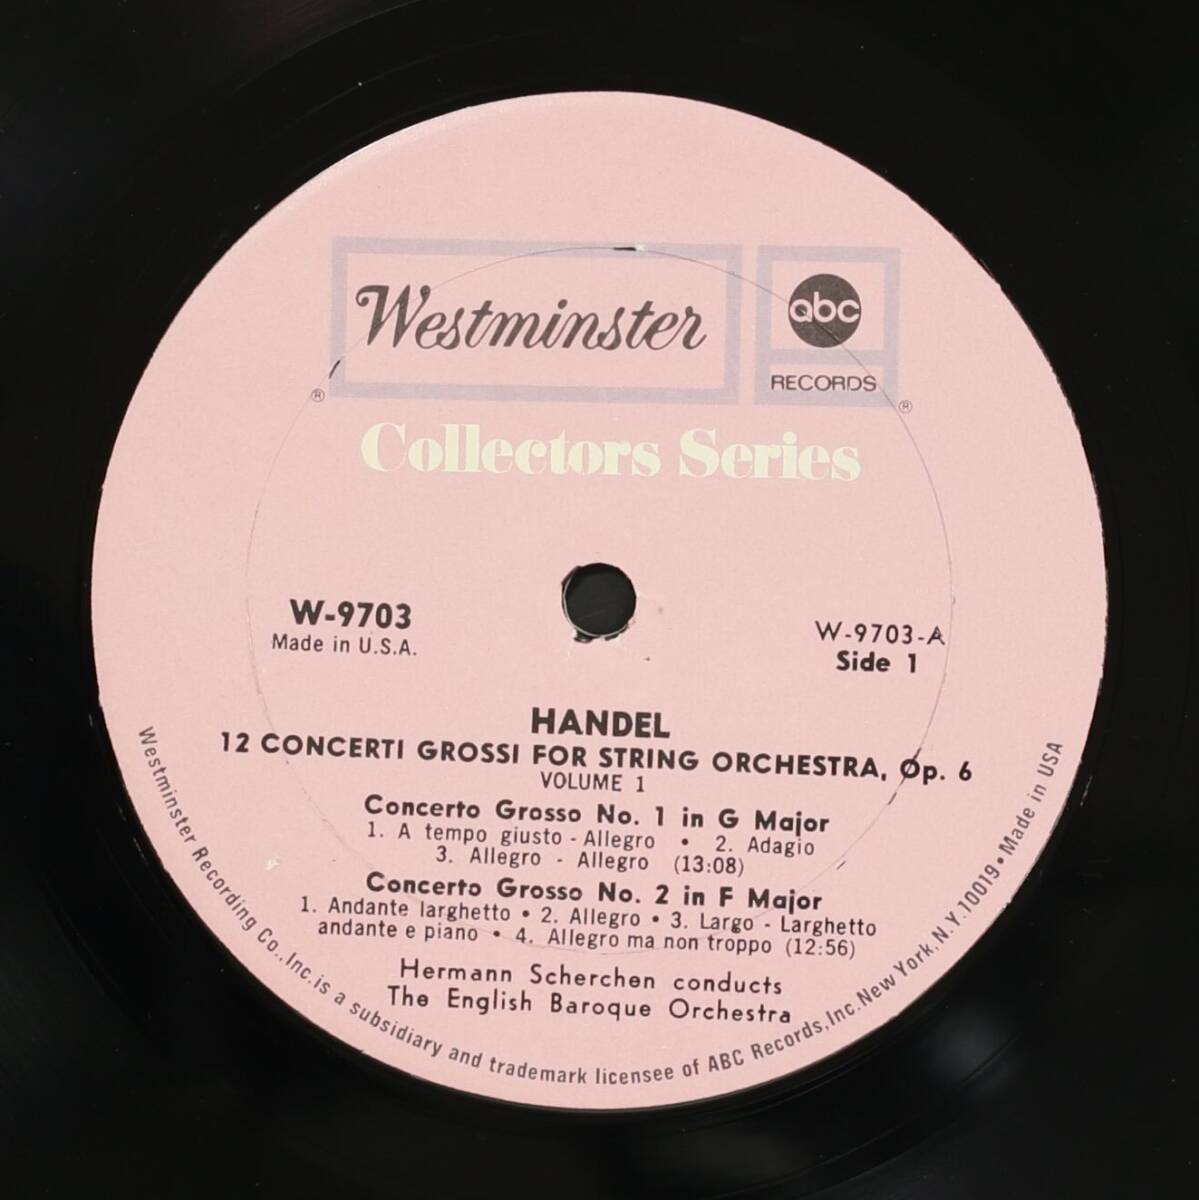 Westminster
®
abc
RECORDS
®
Collectors Series
W-9703
Made in U.S.A.
W-9703-A
Side 1
HANDEL
12 CONCERTI GROSSI FOR STRING ORCHESTRA, Op. 6
VOLUME 1
Concerto Grosso No. 1 in G Major
1. A tempo giusto - Allegro • 2. Adagio
3. Allegro - Allegro (13:08)
Concerto Grosso No. 2 in F Major
1. Andante larghetto • 2. Allegro • 3. Largo - Larghetto
andante e piano • 4. Allegro ma non troppo (12:56)
Hermann Scherchen conducts
The English Baroque Orchestra
Westminster Recording Co., Inc. is a subsidiary and trademark licensee of ABC Records, Inc. New York, N.Y. 10019 • Made in USA